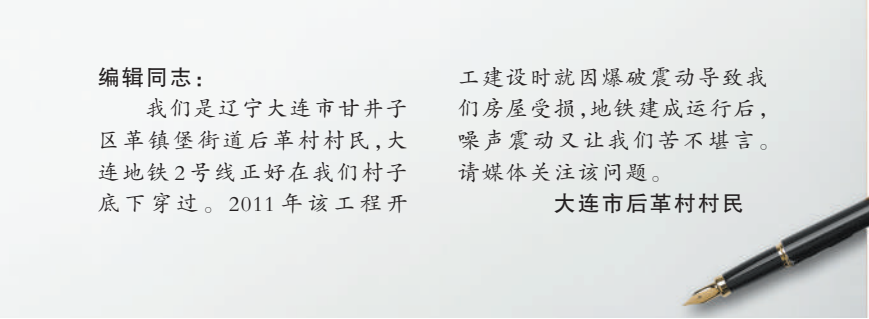 编辑同志：
我们是辽宁大连市甘井子
区革镇堡街道后革村村民,大
连地铁2号线正好在我们村子
底下穿过。2011年该工程开
工建设时就因爆破震动导致我
们房屋受损,地铁建成运行后,
噪声震动又让我们苦不堪言。
请媒体关注该问题。
大连市后革村村民